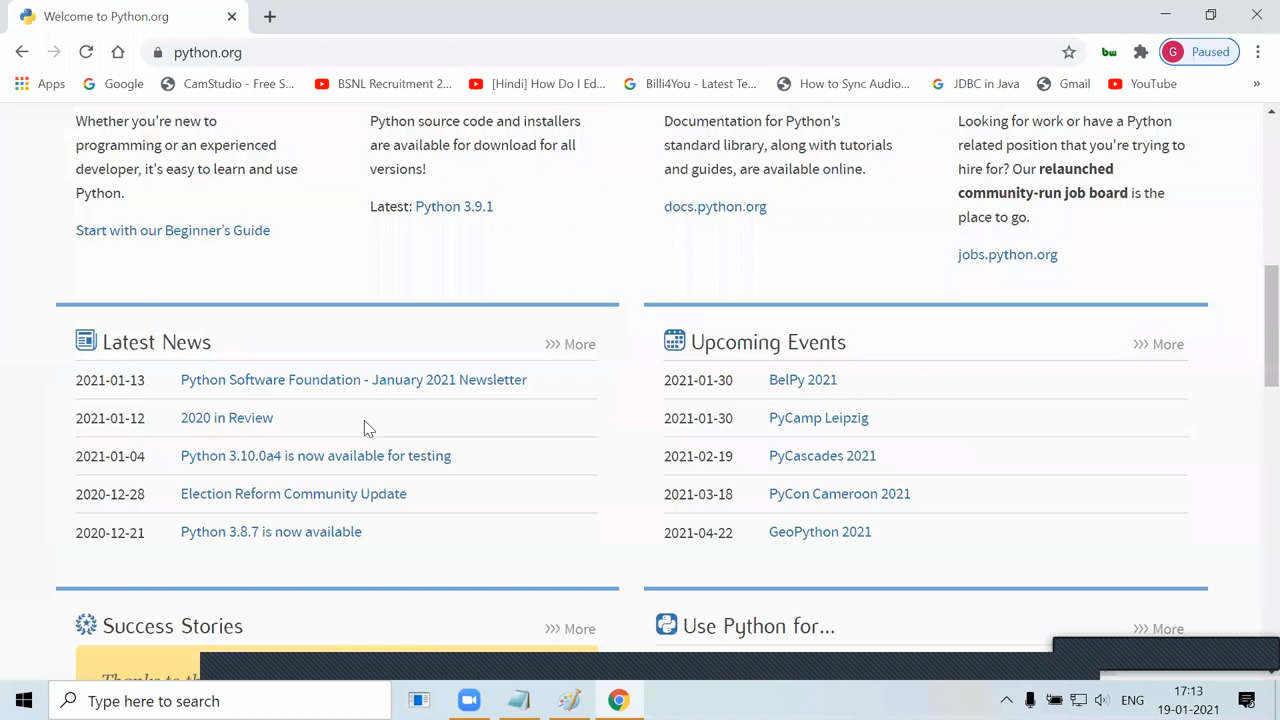 Welcome to Python.org
python.org
G Paused
Apps Google CamStudio - Free S... BSNL Recruitment 2... [Hindi] How Do I Ed... Billi4You - Latest Te... How to Sync Audio... JDBC in Java Gmail YouTube »
Whether you're new to
programming or an experienced
developer, it's easy to learn and use
Python.
Start with our Beginner's Guide
Python source code and installers
are available for download for all
versions!
Latest: Python 3.9.1
Documentation for Python's
standard library, along with tutorials
and guides, are available online.
docs.python.org
Looking for work or have a Python
related position that you're trying to
hire for? Our relaunched
community-run job board is the
place to go.
jobs.python.org
Latest News
>>> More
2021-01-13 Python Software Foundation - January 2021 Newsletter
2021-01-12 2020 in Review
2021-01-04 Python 3.10.0a4 is now available for testing
2020-12-28 Election Reform Community Update
2020-12-21 Python 3.8.7 is now available
Upcoming Events
>>> More
2021-01-30 BelPy 2021
2021-01-30 PyCamp Leipzig
2021-02-19 PyCascades 2021
2021-03-18 PyCon Cameroon 2021
2021-04-22 GeoPython 2021
Success Stories
>>> More
Use Python for...
>>> More
Thanks to
Type here to search
ENG
17:13
19-01-2021